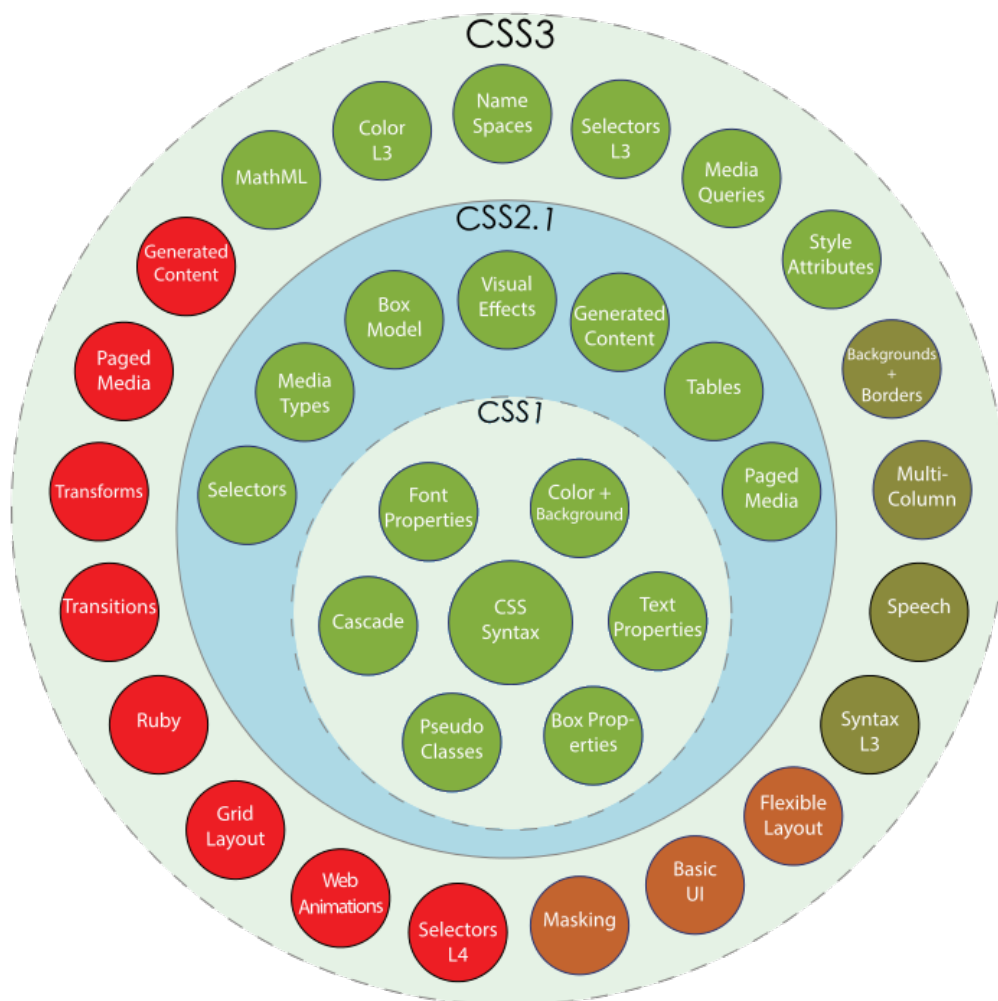 CSS3
Name
Spaces
Color
L3
Selectors
L3
MathML
Media
Queries
Generated
Content
Style
Attributes
Paged
Media
Backgrounds
+
Borders
Transforms
Multi-
Column
Transitions
Speech
Ruby
Syntax
L3
Grid
Layout
Flexible
Layout
Web
Animations
Basic
UI
Selectors
L4
Masking
CSS2.1
Visual
Effects
Box
Model
Generated
Content
Media
Types
Tables
Selectors
Paged
Media
CSS1
Font
Properties
Color +
Background
Cascade
CSS
Syntax
Text
Properties
Pseudo
Classes
Box Prop-
erties